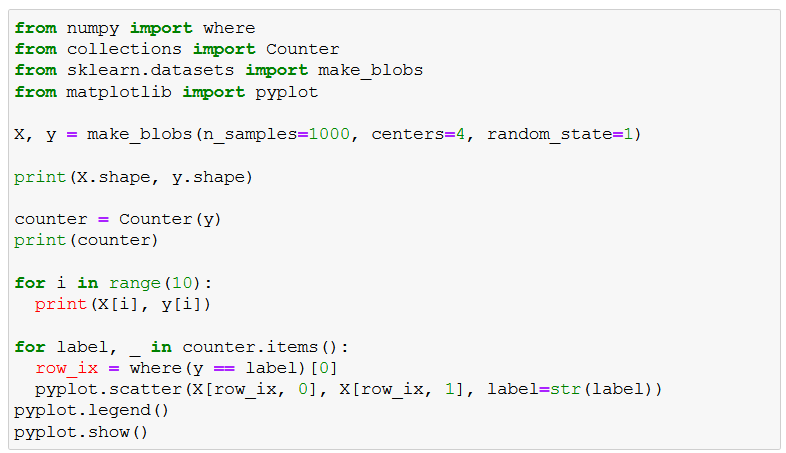 from numpy import where
from collections import Counter
from sklearn.datasets import make_blobs
from matplotlib import pyplot

X, y = make_blobs(n_samples=1000, centers=4, random_state=1)

print(X.shape, y.shape)

counter = Counter(y)
print(counter)

for i in range(10):
  print(X[i], y[i])

for label, _ in counter.items():
  row_ix = where(y == label)[0]
  pyplot.scatter(X[row_ix, 0], X[row_ix, 1], label=str(label))
pyplot.legend()
pyplot.show()